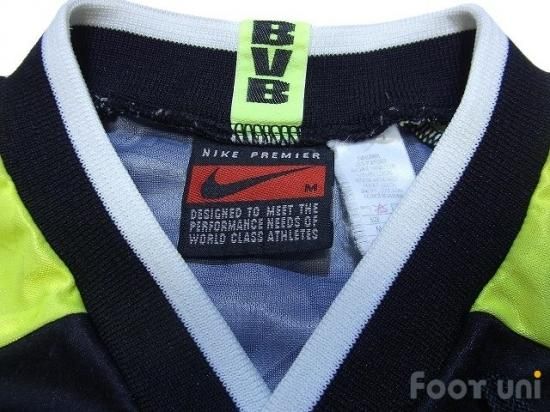 BVB
NIKE PREMIER
M
DESIGNED TO MEET THE
PERFORMANCE NEEDS OF
WORLD CLASS ATHLETES
Foot uni